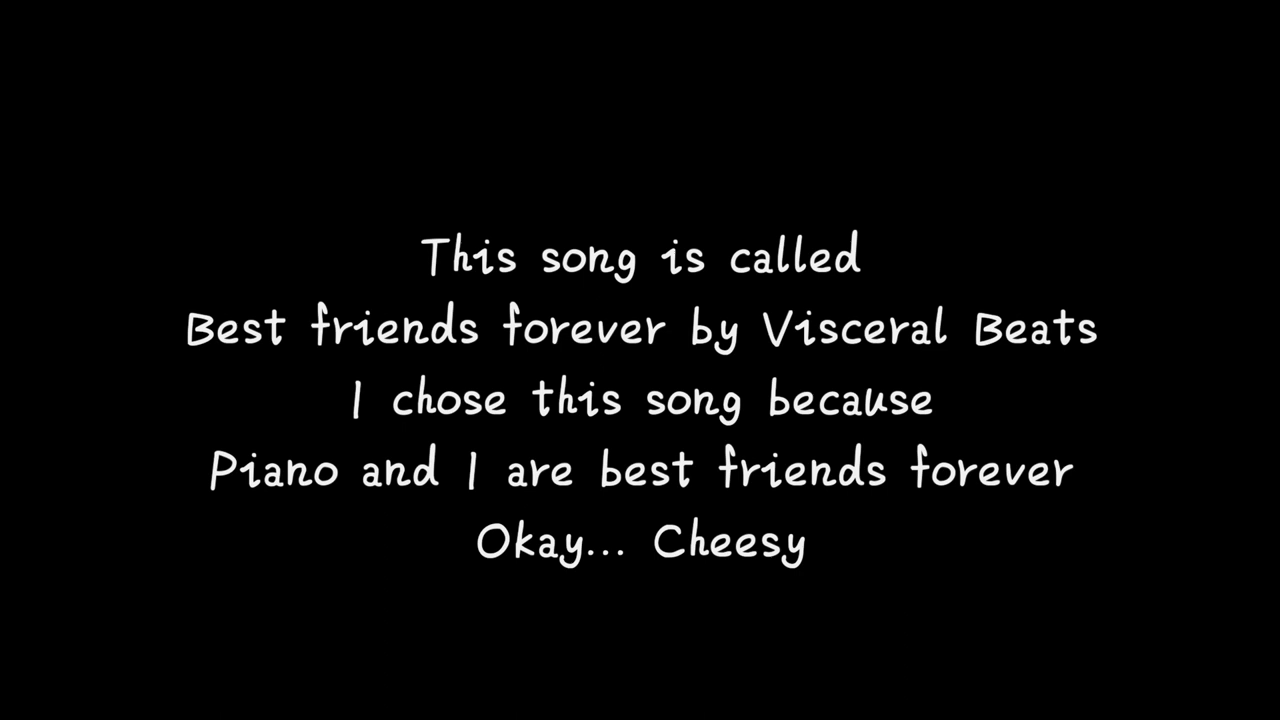 This song is called
Best friends forever by Visceral Beats
I chose this song because
Piano and I are best friends forever
Okay... Cheesy